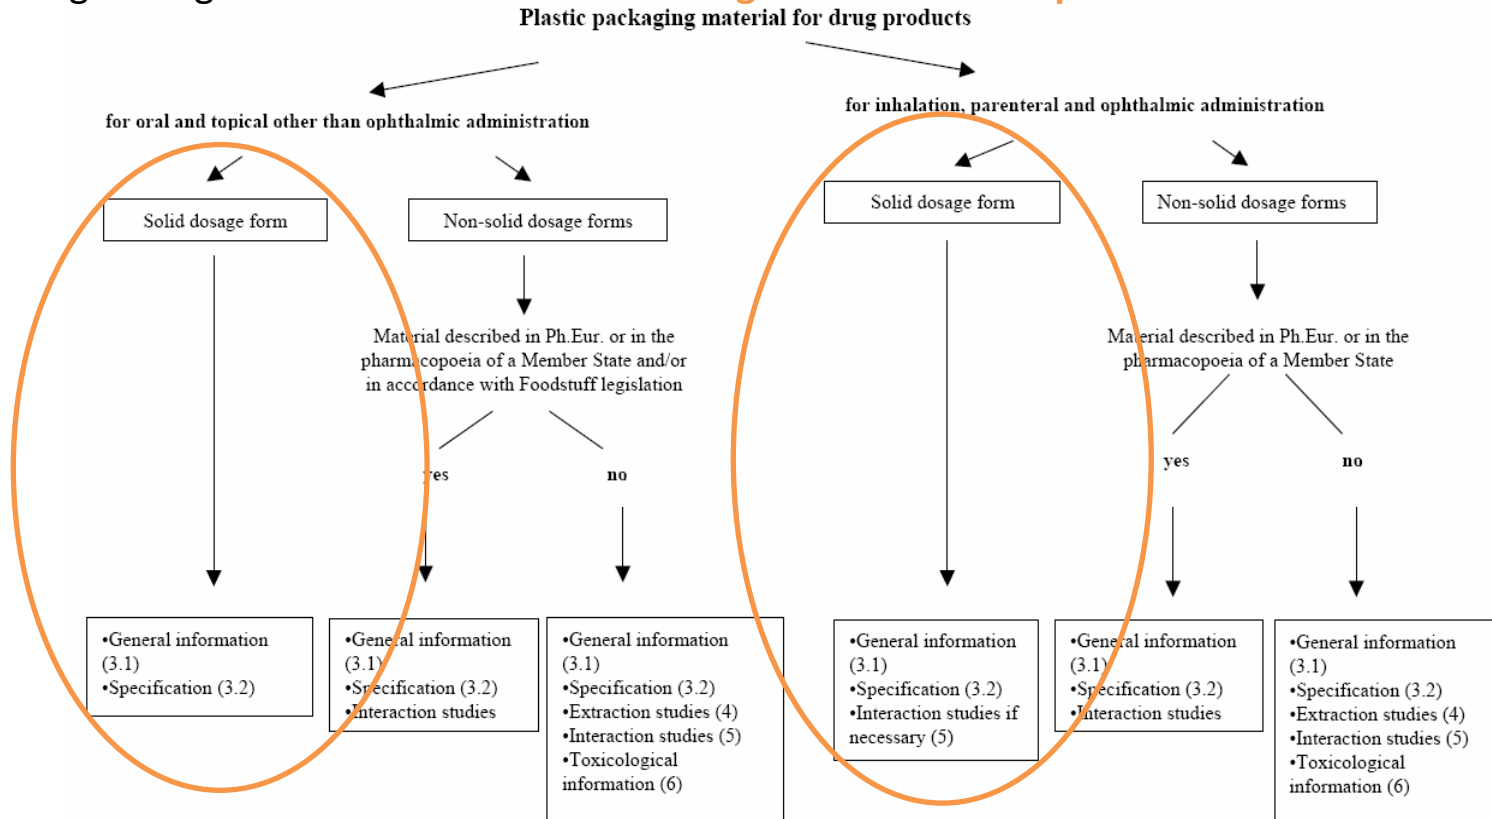 Plastic packaging material for drug products
for oral and topical other than ophthalmic administration
for inhalation, parenteral and ophthalmic administration
Solid dosage form
Non-solid dosage forms
Solid dosage form
Non-solid dosage forms
Material described in Ph.Eur. or in the
pharmacopoeia of a Member State and/or
in accordance with Foodstuff legislation
Material described in Ph.Eur. or in the
pharmacopoeia of a Member State
yes
no
yes
no
•General information
(3.1)
•Specification (3.2)
•General information
(3.1)
•Specification (3.2)
•Interaction studies
•General information
(3.1)
•Specification (3.2)
•Extraction studies (4)
•Interaction studies (5)
•Toxicological
information (6)
•General information
(3.1)
•Specification (3.2)
•Interaction studies if
necessary (5)
•General information
(3.1)
•Specification (3.2)
•Interaction studies
•General information
(3.1)
•Specification (3.2)
•Extraction studies (4)
•Interaction studies (5)
•Toxicological
information (6)